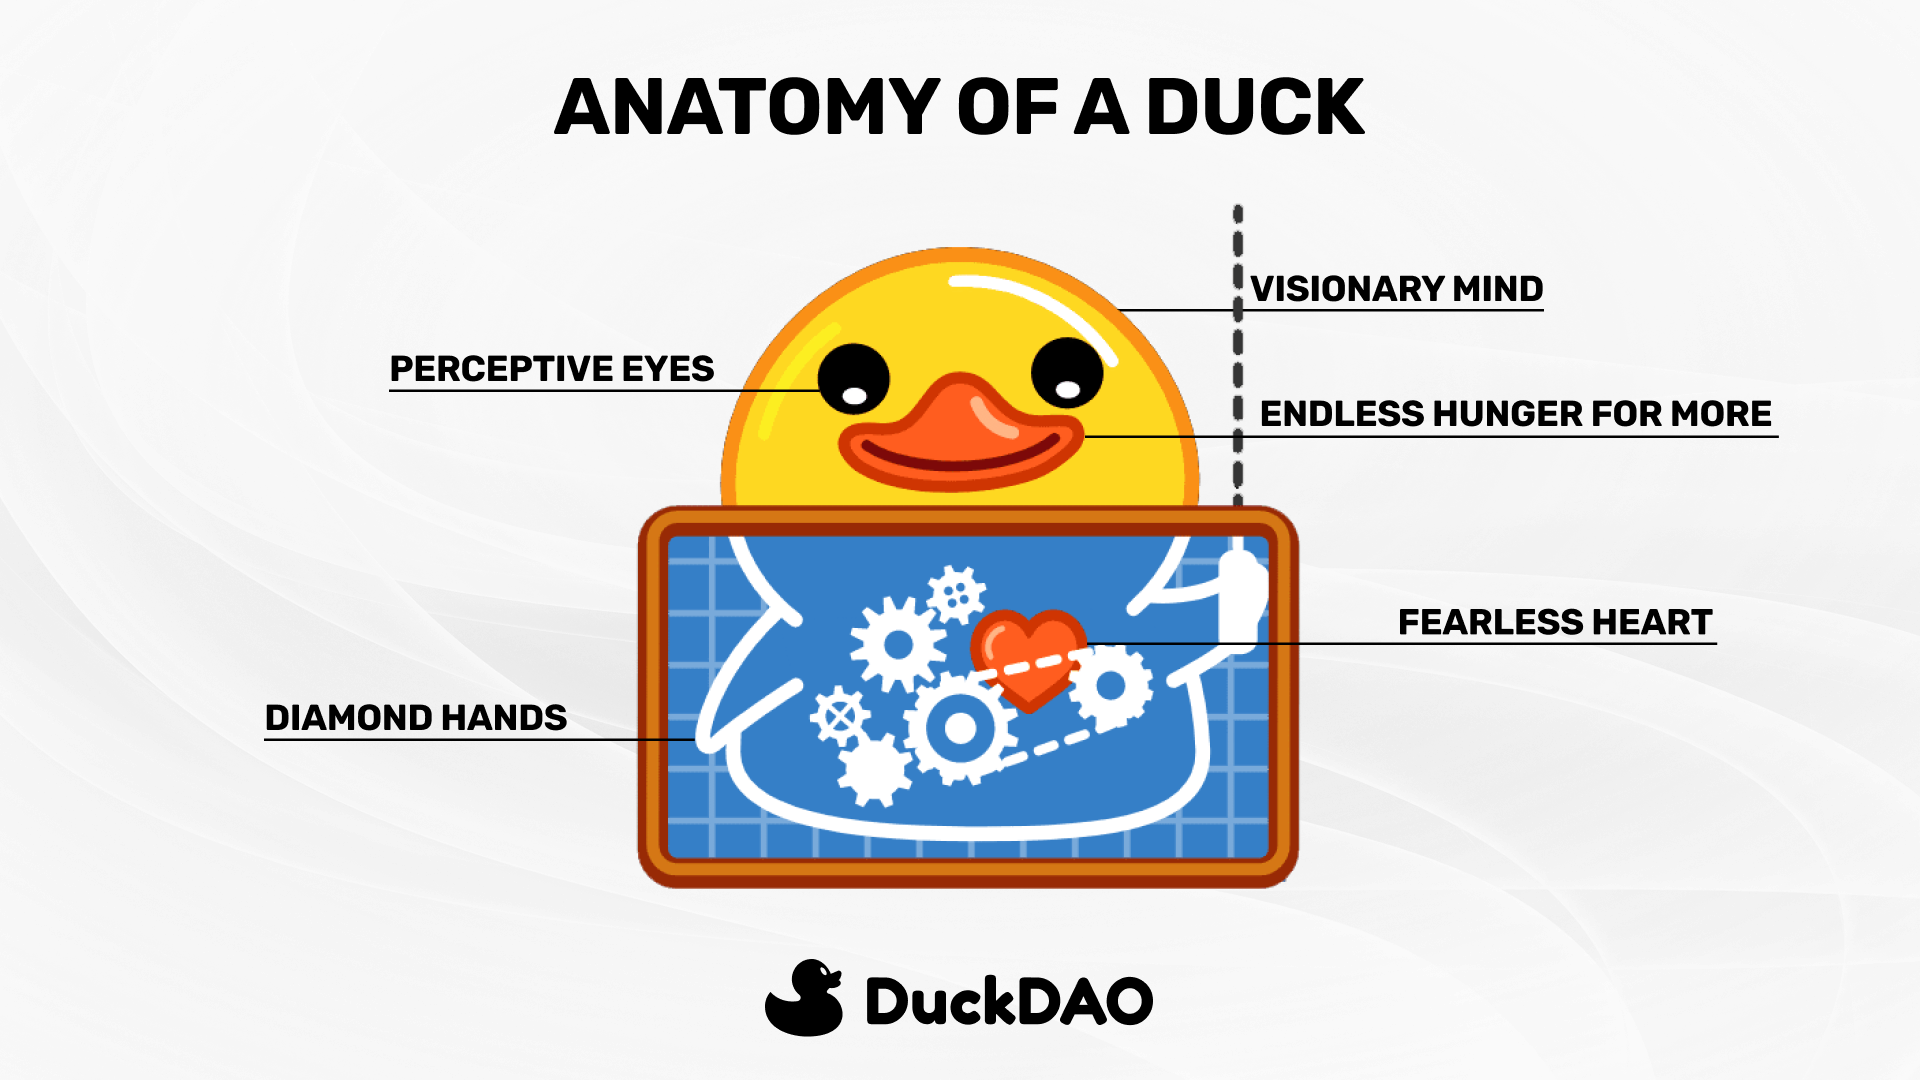 ANATOMY OF A DUCK
VISIONARY MIND
PERCEPTIVE EYES
ENDLESS HUNGER FOR MORE
FEARLESS HEART
DIAMOND HANDS
DuckDAO